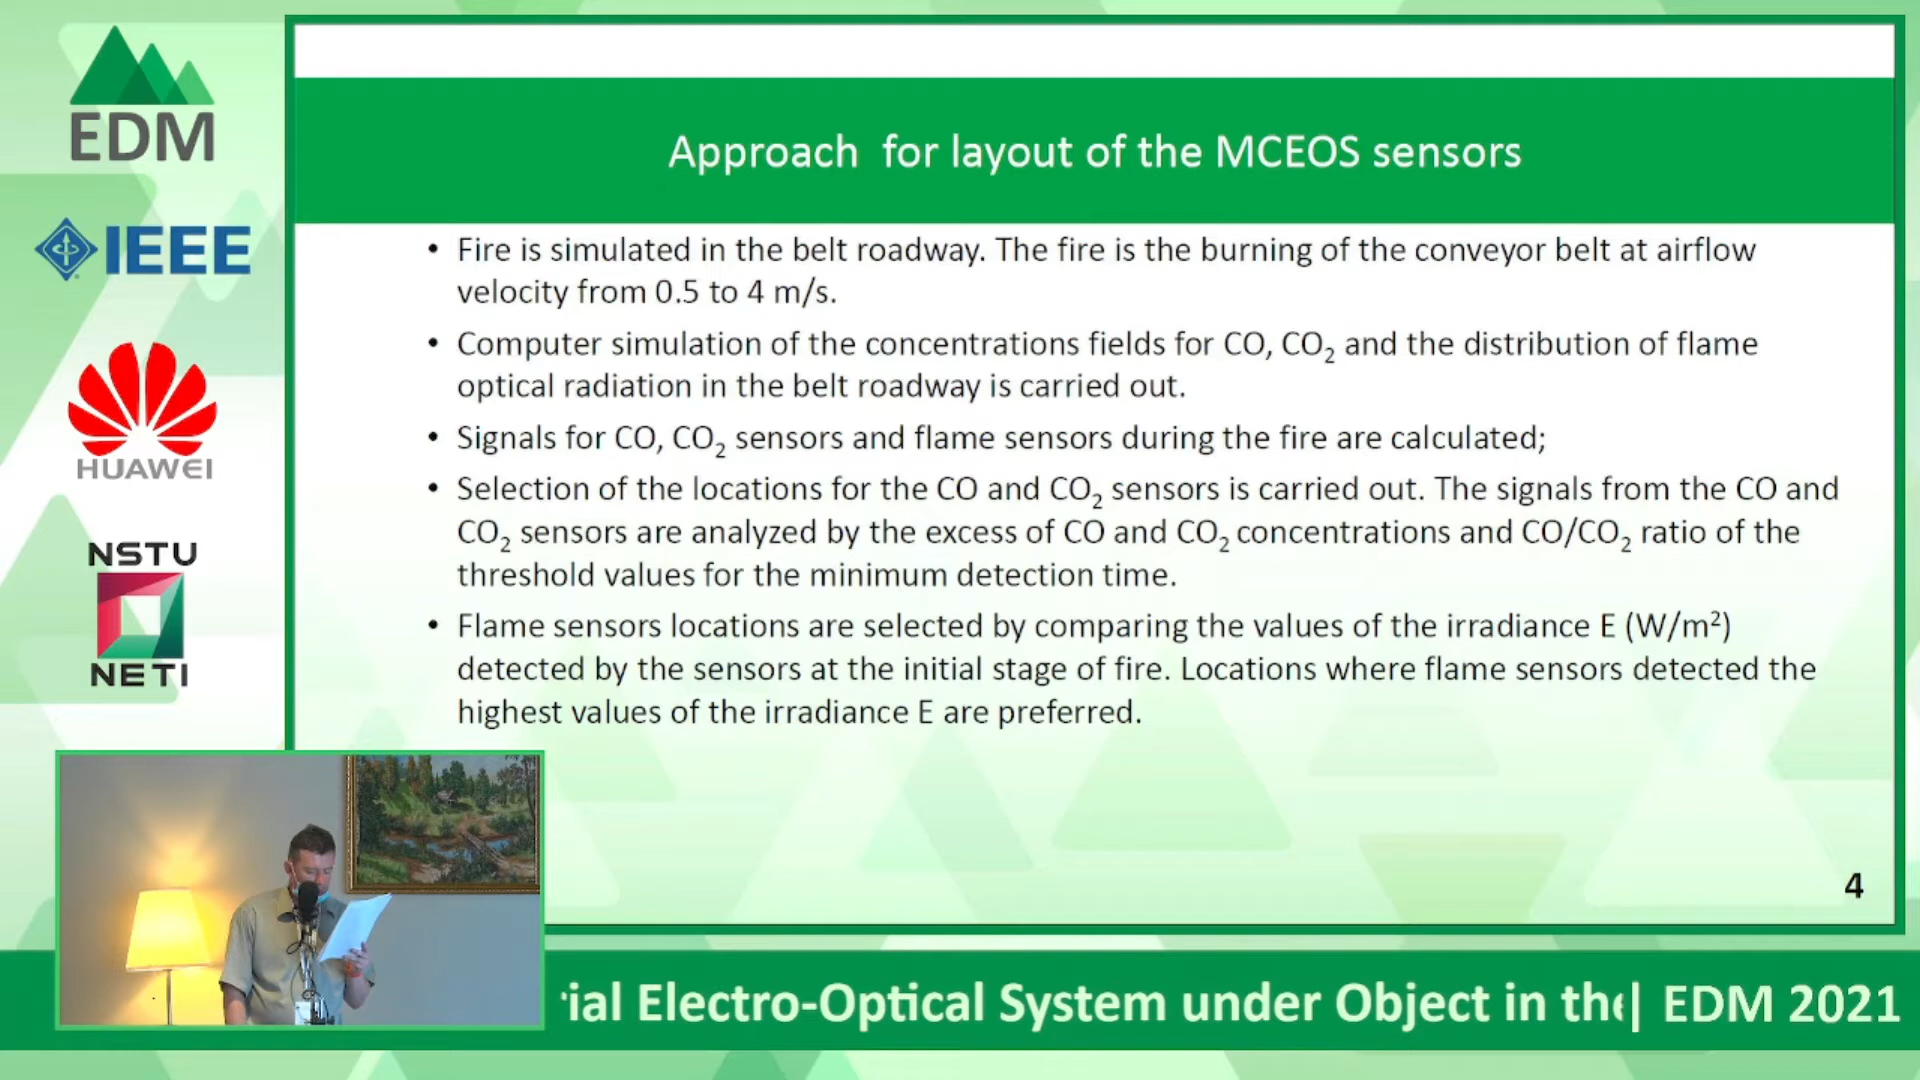 EDM
IEEE
HUAWEI
NSTU
NETI
Approach  for layout of the MCEOS sensors
• Fire is simulated in the belt roadway. The fire is the burning of the conveyor belt at airflow
velocity from 0.5 to 4 m/s.
• Computer simulation of the concentrations fields for CO, CO₂ and the distribution of flame
optical radiation in the belt roadway is carried out.
• Signals for CO, CO₂ sensors and flame sensors during the fire are calculated;
• Selection of the locations for the CO and CO₂ sensors is carried out. The signals from the CO and
CO₂ sensors are analyzed by the excess of CO and CO₂ concentrations and CO/CO₂ ratio of the
threshold values for the minimum detection time.
• Flame sensors locations are selected by comparing the values of the irradiance E (W/m²)
detected by the sensors at the initial stage of fire. Locations where flame sensors detected the
highest values of the irradiance E are preferred.
4
Electro-Optical System under Object in the| EDM 2021